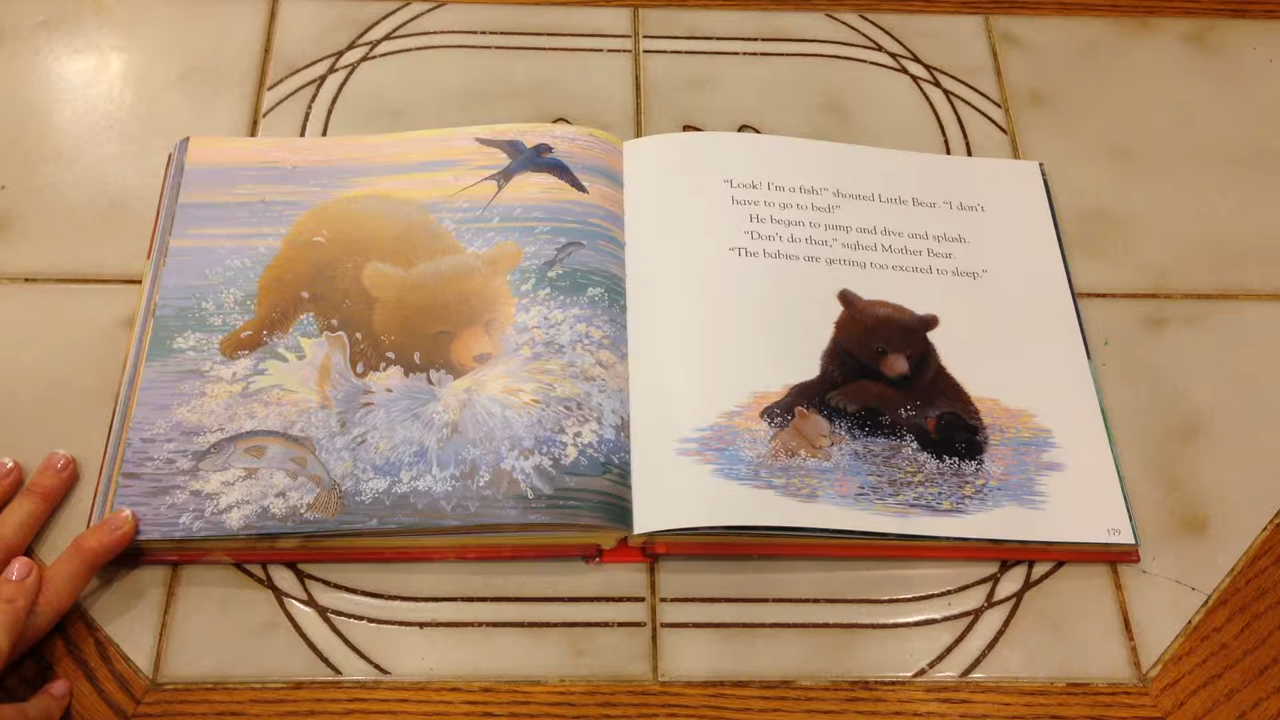 “Look! I’m a fish!” shouted Little Bear. “I don’t
have to go to bed!”
He began to jump and dive and splash.
“Don’t do that,” sighed Mother Bear.
“The babies are getting too excited to sleep.”
179